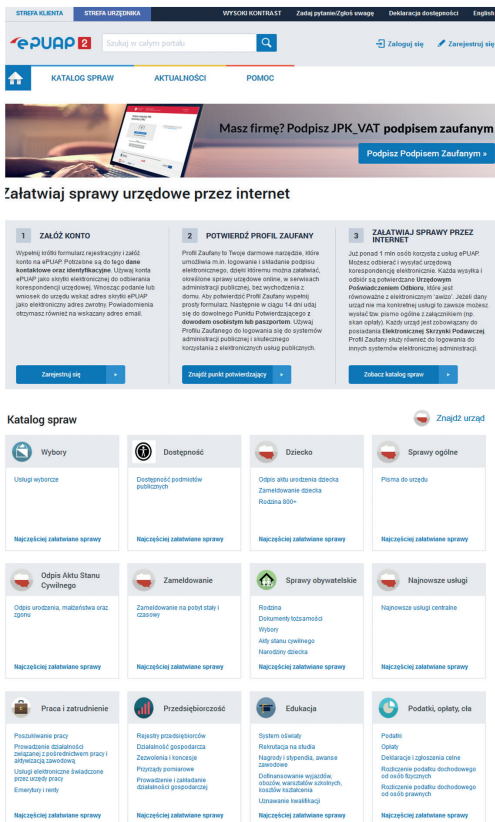 STREFA KLIENTA STREFA URZĘDNIKA WYSOKI KONTRAST Zadaj pytanie/Zgłoś uwagę Deklaracja dostępności English
ePUAP 2 Szukaj w całym portalu Zaloguj się Zarejestruj się
KATALOG SPRAW AKTUALNOŚCI POMOC
Masz firmę? Podpisz JPK_VAT podpisem zaufanym
Podpisz Podpisem Zaufanym »
Załatwiaj sprawy urzędowe przez internet
1 ZAŁÓŻ KONTO
Wypełnij krótki formularz rejestracyjny i załóż
konto na ePUAP. Potrzebne są do tego dane
kontaktowe oraz identyfikacyjne. Używaj konta
ePUAP jako skrytki elektronicznej do odbierania
korespondencji urzędowej. Wnosząc podanie lub
wniosek do urzędu wskaż adres skrytki ePUAP
jako elektroniczny adres zwrotny. Powiadomienia
otrzymasz również na wskazany adres email.
Zarejestruj się
2 POTWIERDŹ PROFIL ZAUFANY
Profil Zaufany to Twoje darmowe narzędzie, które
umożliwia m.in. logowanie i składanie podpisu
elektronicznego, dzięki któremu można załatwiać,
określone sprawy urzędowe online, w serwisach
administracji publicznej, bez wychodzenia z
domu. Aby potwierdzić Profil Zaufany wypełnij
prosty formularz. Następnie w ciągu 14 dni udaj
się do dowolnego Punktu Potwierdzającego z
dowodem osobistym lub paszportem. Używaj
Profilu Zaufanego do logowania się do systemów
administracji publicznej i skutecznego
korzystania z elektronicznych usług publicznych.
Znajdź punkt potwierdzający
3 ZAŁATWIAJ SPRAWY PRZEZ
INTERNET
Już ponad 1 mln osób korzysta z usług ePUAP.
Możesz odbierać i wysyłać urzędową
korespondencję elektronicznie. Każda wysyłka i
odbiór są potwierdzane Urzędowym
Poświadczeniem Odbioru, które jest
równoważne z elektronicznym 'awizo'. Jeżeli dany
urząd nie ma konkretnej usługi to zawsze możesz
wysłać tzw. pismo ogólne z załącznikiem (np.
skan opłaty). Każdy urząd jest zobowiązany do
posiadania Elektronicznej Skrzynki Podawczej.
Profil Zaufany służy również do logowania do
innych systemów elektronicznej administracji.
Zobacz katalog spraw
Katalog spraw Znajdź urząd
Wybory
Usługi wyborcze
Najczęściej załatwiane sprawy
Dostępność
Dostępność podmiotów
publicznych
Najczęściej załatwiane sprawy
Dziecko
Odpis aktu urodzenia dziecka
Zameldowanie dziecka
Rodzina 800+
Najczęściej załatwiane sprawy
Sprawy ogólne
Pisma do urzędu
Najczęściej załatwiane sprawy
Odpis Aktu Stanu
Cywilnego
Odpis urodzenia, małżeństwa oraz
zgonu
Najczęściej załatwiane sprawy
Zameldowanie
Zameldowanie na pobyt stały i
czasowy
Najczęściej załatwiane sprawy
Sprawy obywatelskie
Rodzina
Dokumenty tożsamości
Wybory
Akty stanu cywilnego
Narodziny dziecka
Najczęściej załatwiane sprawy
Najnowsze usługi
Najnowsze usługi centralne
Najczęściej załatwiane sprawy
Praca i zatrudnienie
Poszukiwanie pracy
Prowadzenie działalności
związanej z pośrednictwem pracy i
aktywizacją zawodową
Usługi elektroniczne świadczone
przez urzędy pracy
Emerytury i renty
Najczęściej załatwiane sprawy
Przedsiębiorczość
Rejestry przedsiębiorców
Działalność gospodarcza
Zezwolenia i koncesje
Przyrządy pomiarowe
Prowadzenie i zakładanie
działalności gospodarczej
Najczęściej załatwiane sprawy
Edukacja
System oświaty
Rekrutacja na studia
Nagrody i stypendia, awanse
zawodowe
Dofinansowanie wyjazdów,
obozów, warsztatów szkolnych,
kosztów kształcenia
Uznawanie kwalifikacji
Najczęściej załatwiane sprawy
Podatki, opłaty, cła
Podatki
Opłaty
Deklaracje i zgłoszenia celne
Rozliczenie podatku dochodowego
od osób fizycznych
Rozliczenie podatku dochodowego
od osób prawnych
Najczęściej załatwiane sprawy